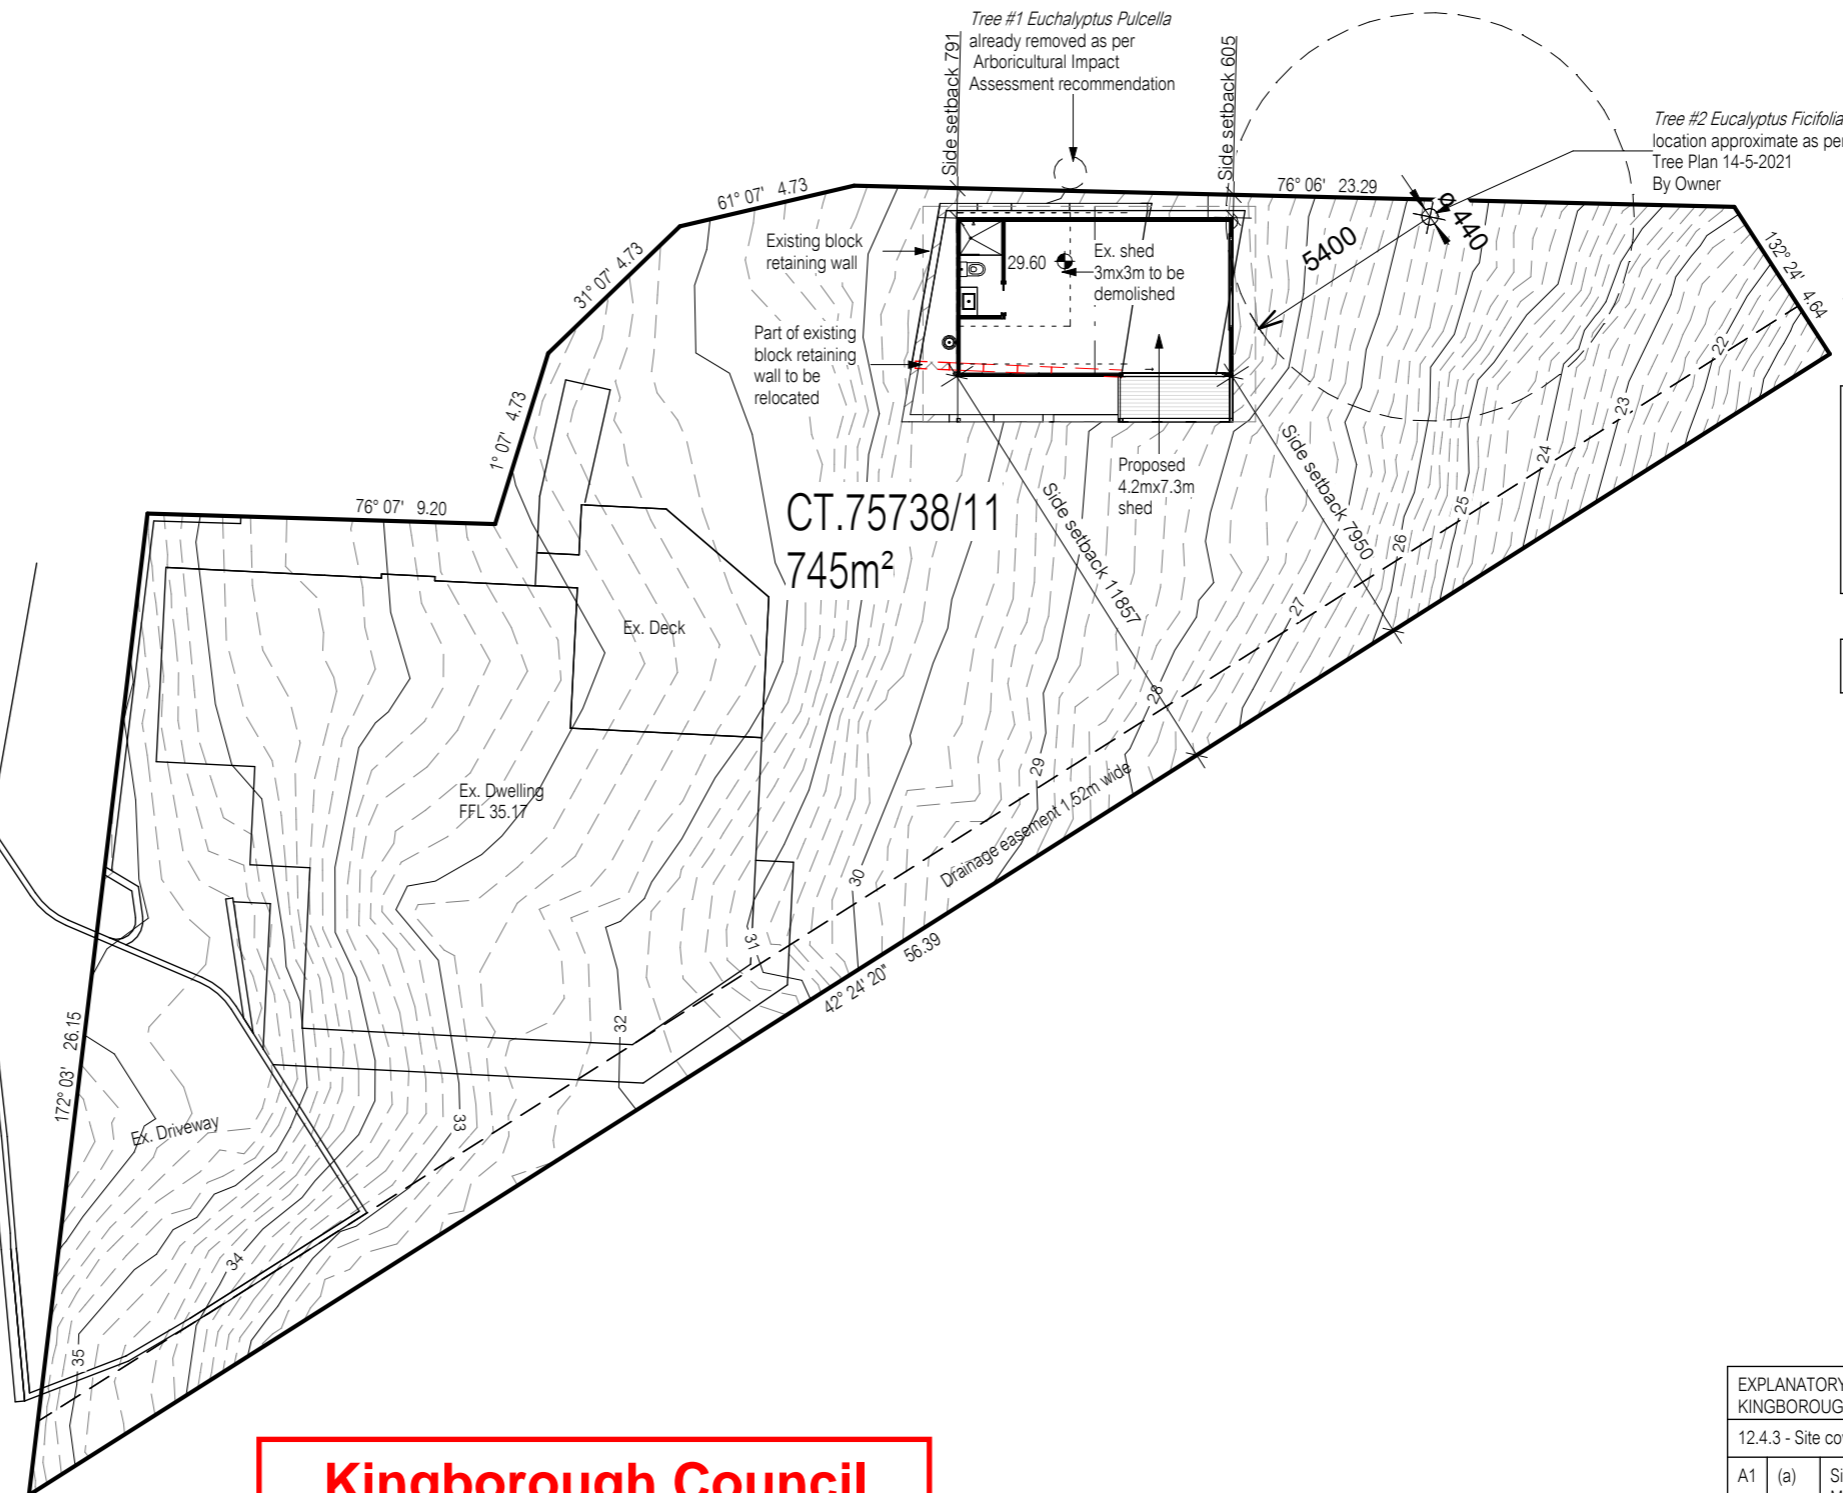 Tree #1 Euchalyptus Pulcella
already removed as per
Arboricultural Impact
Assessment recommendation
Side setback 791
Side setback 605
Tree #2 Eucalyptus Ficifolia
location approximate as per
Tree Plan 14-5-2021
By Owner
61° 07' 4.73
76° 06' 23.29
31° 07' 4.73
132° 24' 4.64
Existing block
retaining wall
29.60
Ex. shed
3mx3m to be
demolished
5400
Ø 440
Part of existing
block retaining
wall to be
relocated
1° 07' 4.73
76° 07' 9.20
CT.75738/11
745m²
Proposed
4.2mx7.3m
shed
Side setback 11857
Side setback 7950
22
23
24
25
26
27
28
29
30
31
32
33
34
35
Ex. Deck
Ex. Dwelling
FFL 35.17
Drainage easement 1.52m wide
42° 24' 20" 56.39
172° 03' 26.15
Ex. Driveway
Kingborough Council
EXPLANATORY
KINGBOROUG
12.4.3 - Site co
A1 (a) Si